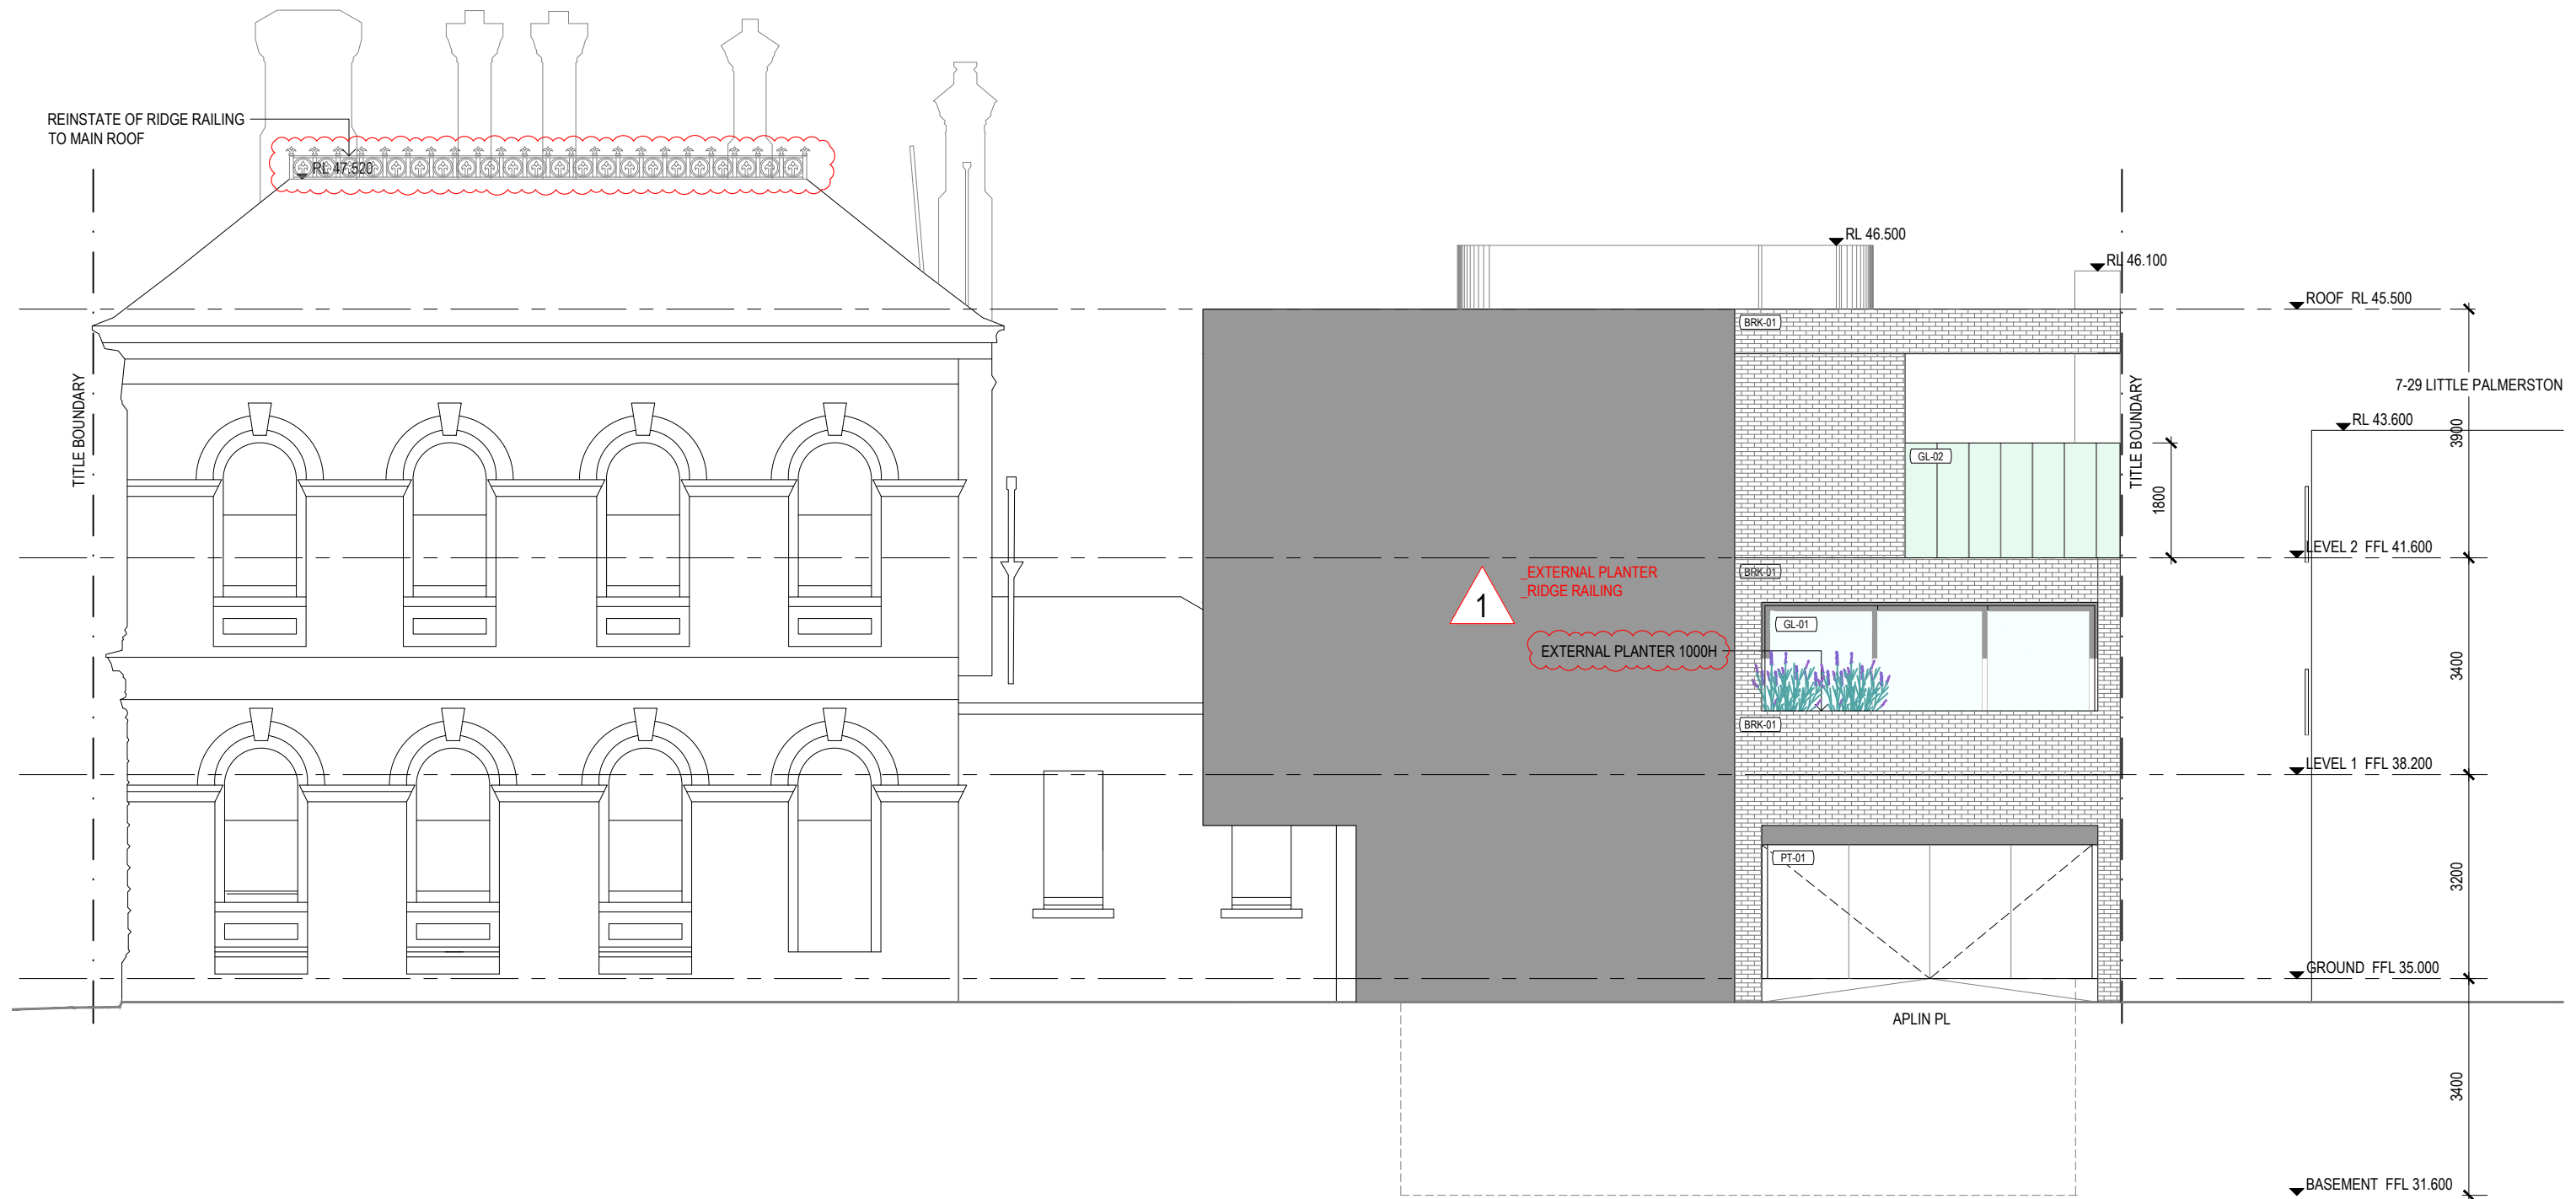 REINSTATE OF RIDGE RAILING
TO MAIN ROOF
RL 47.520
RL 46.500
RL 46.100
ROOF RL 45.500
BRK-01
TITLE BOUNDARY
TITLE BOUNDARY
7-29 LITTLE PALMERSTON
RL 43.600
3900
GL-02
1800
LEVEL 2 FFL 41.600
BRK-01
1
_EXTERNAL PLANTER
_RIDGE RAILING
GL-01
EXTERNAL PLANTER 1000H
3400
BRK-01
LEVEL 1 FFL 38.200
PT-01
3200
GROUND FFL 35.000
APLIN PL
3400
BASEMENT FFL 31.600